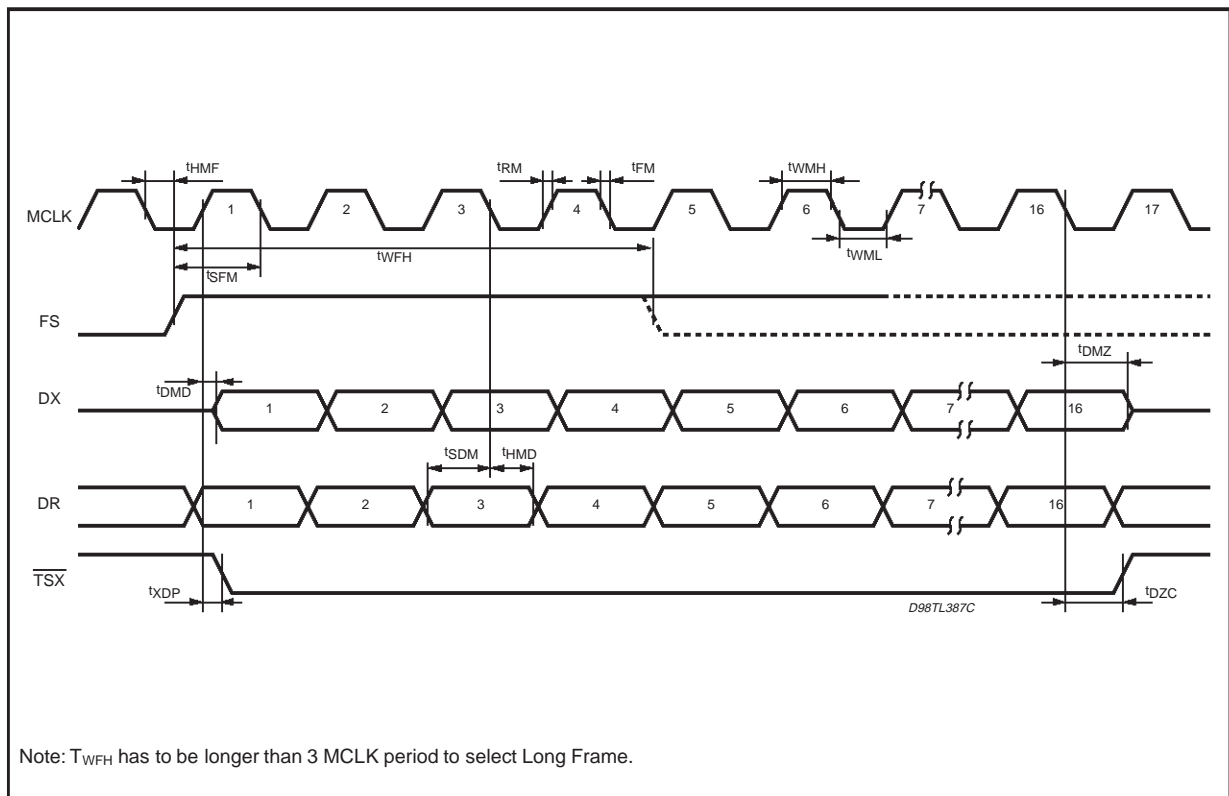 tHMF
tRM
tFM
tWMH
MCLK
1
2
3
4
5
6
7
16
17
tWFH
tWML
tSFM
FS
tDMZ
tDMD
DX
1
2
3
4
5
6
7
16
tSDM
tHMD
DR
1
2
3
4
5
6
7
16
TSX
tXDP
tDZC
D98TL387C
Note: TWFH has to be longer than 3 MCLK period to select Long Frame.